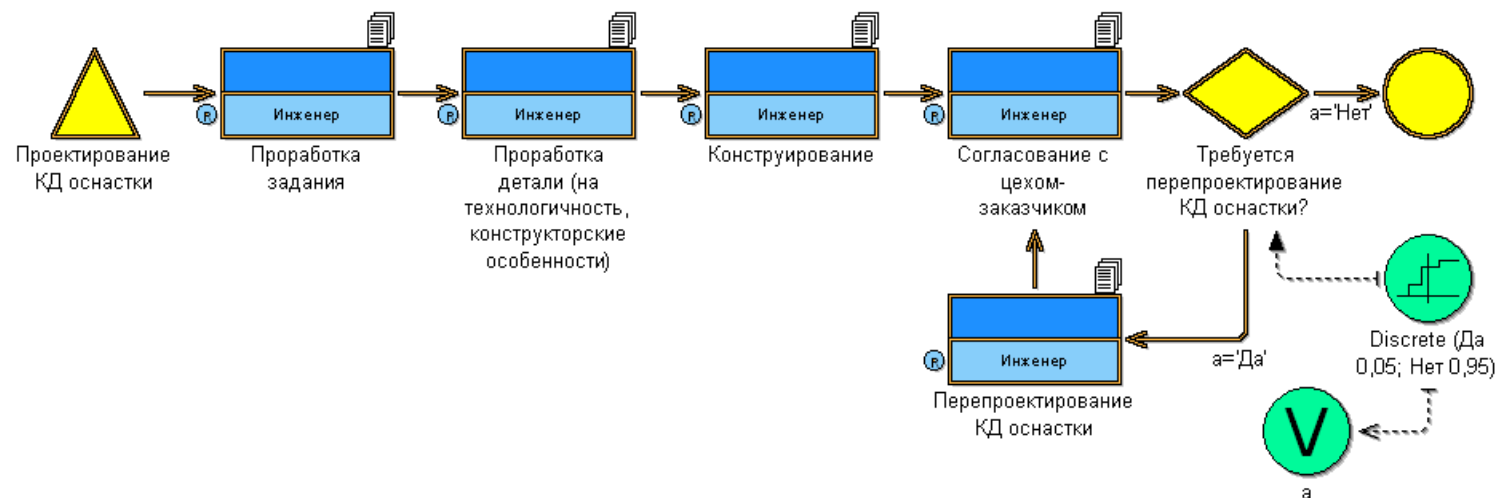 Проектирование
КД оснастки
R
Инженер
Проработка
задания
R
Инженер
Проработка
детали (на
технологичность,
конструкторские
особенности)
R
Инженер
Конструирование
R
Инженер
Согласование с
цехом-
заказчиком
Требуется
перепроектирование
КД оснастки?
a='Нет'
a='Да'
R
Инженер
Перепроектирование
КД оснастки
Discrete (Да
0,05; Нет 0,95)
V
a